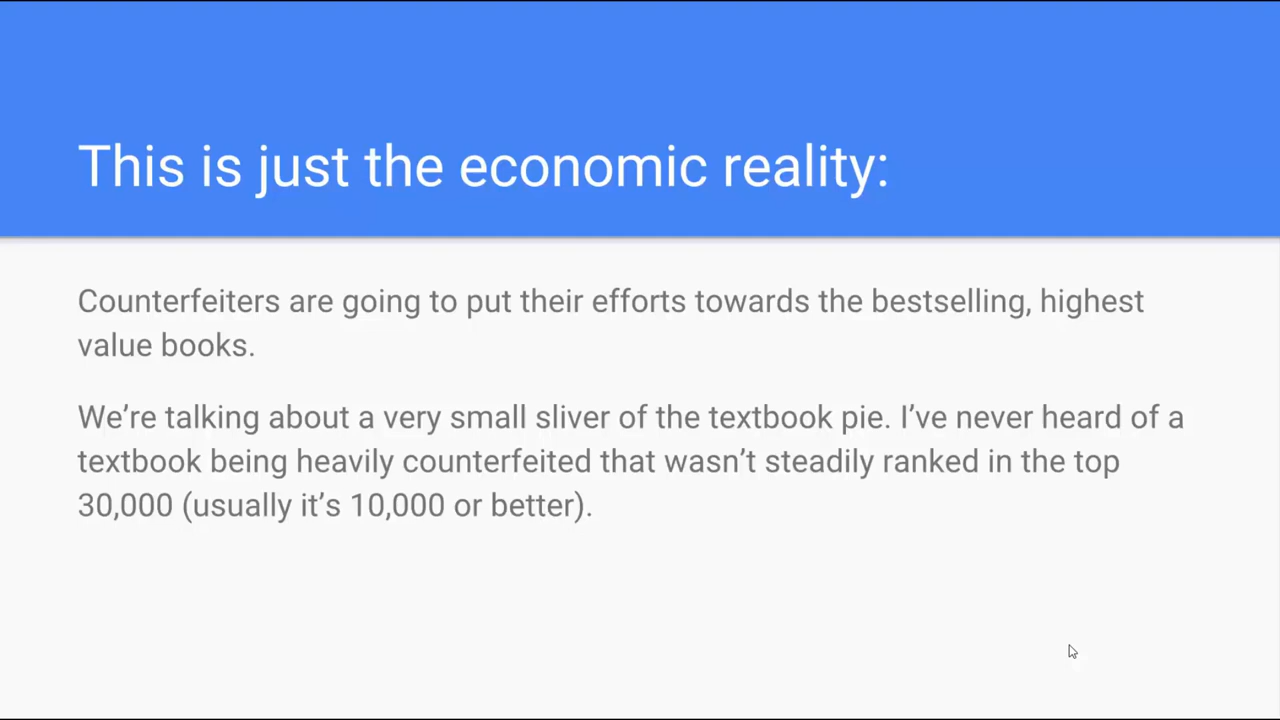 This is just the economic reality:
Counterfeiters are going to put their efforts towards the bestselling, highest
value books.
We’re talking about a very small sliver of the textbook pie. I’ve never heard of a
textbook being heavily counterfeited that wasn’t steadily ranked in the top
30,000 (usually it’s 10,000 or better).